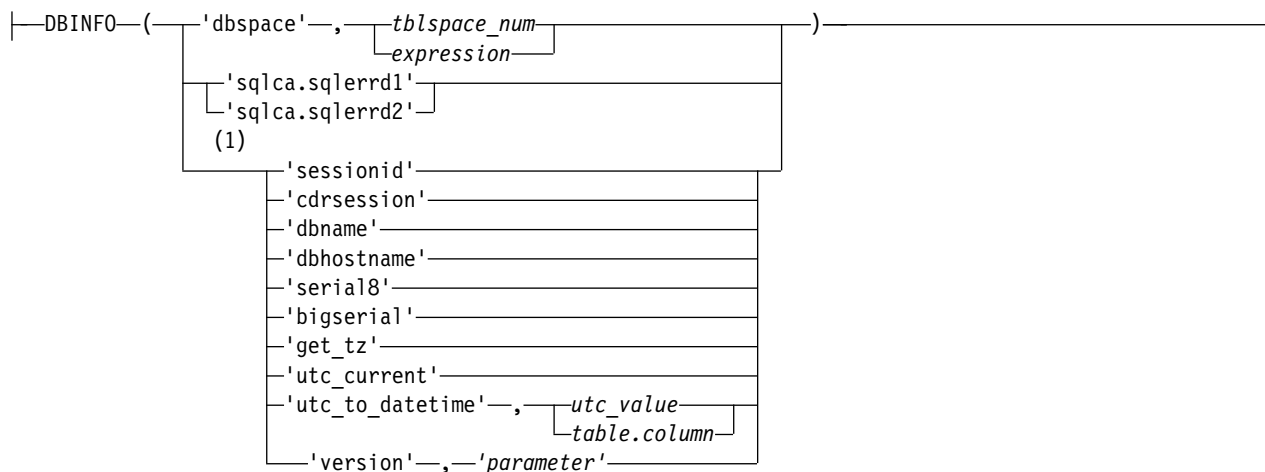 DBINFO ( 'dbspace' , tblspace_num )
expression
'sqlca.sqlerrd1'
'sqlca.sqlerrd2'
(1)
'sessionid'
'cdrsession'
'dbname'
'dbhostname'
'serial8'
'bigserial'
'get_tz'
'utc_current'
'utc_to_datetime' , utc_value
table.column
'version' , 'parameter'